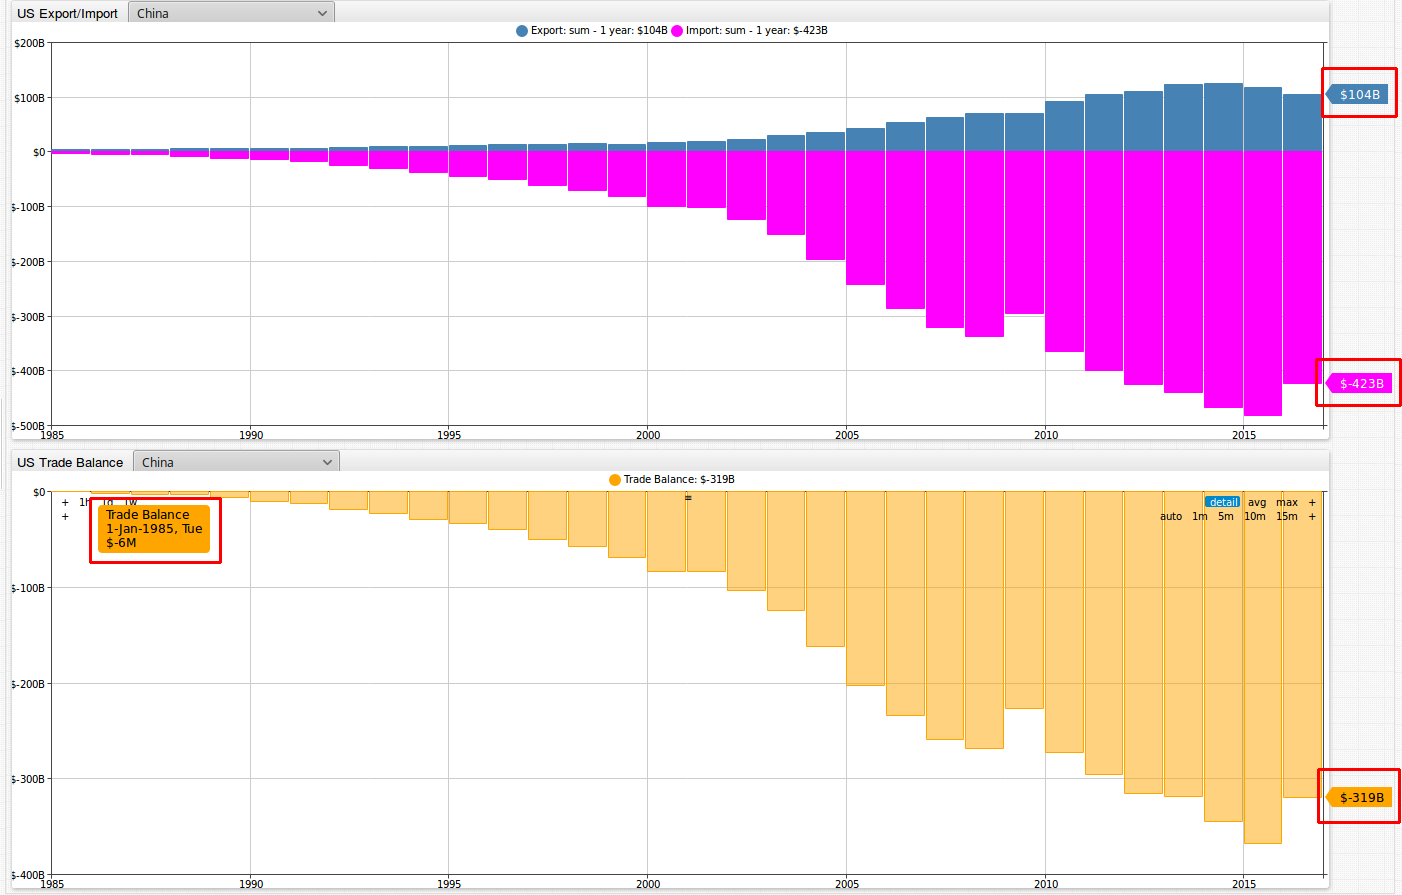 US Export/Import China
Export: sum - 1 year: $104B Import: sum - 1 year: $-423B
$200B
$100B
$0
$-100B
$-200B
$-300B
$-400B
$-500B
$104B
$-423B
1985 1990 1995 2000 2005 2010 2015
US Trade Balance China
Trade Balance: $-319B
$0
$-100B
$-200B
$-300B
$-400B
+ 1h 1d 1w
+
detail avg max +
auto 1m 5m 10m 15m +
Trade Balance
1-Jan-1985, Tue
$-6M
$-319B
1985 1990 1995 2000 2005 2010 2015